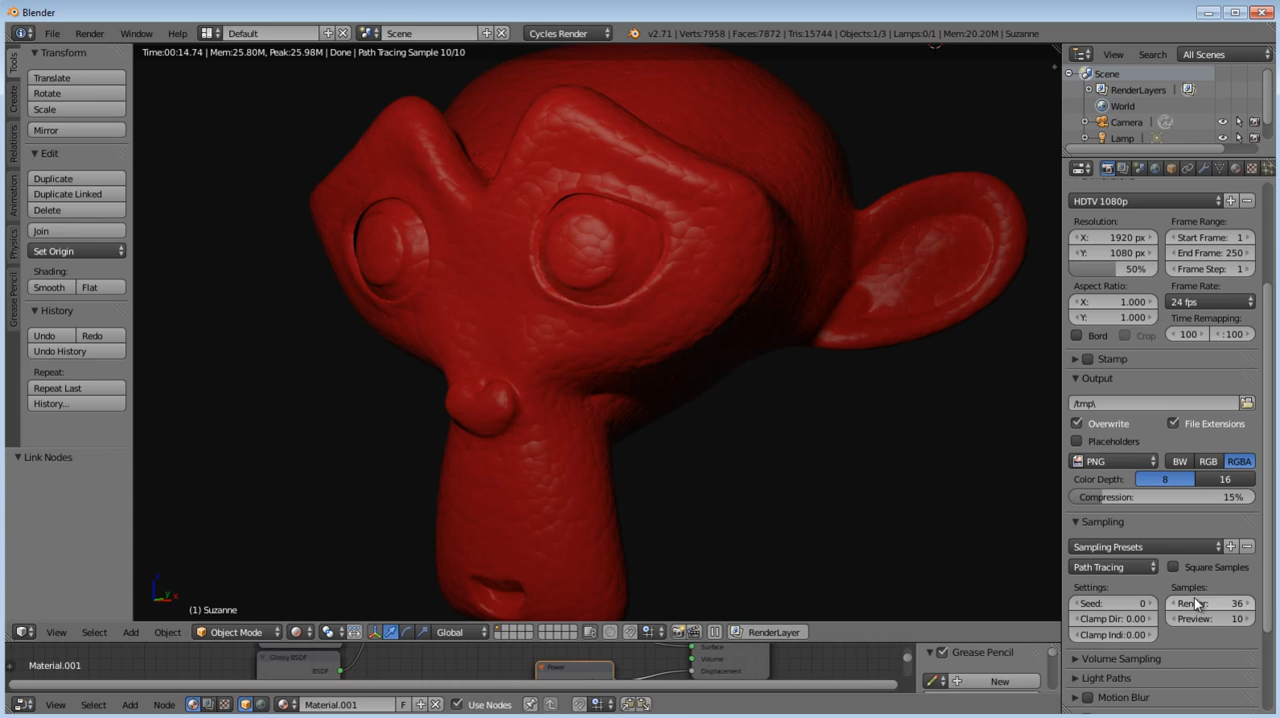 Blender
File Render Window Help Default Scene Cycles Render v2.71 | Verts:7958 | Faces:7872 | Tris:15744 | Objects:1/3 | Lamps:0/1 | Mem:20.20M | Suzanne
Time:00:14.74 | Mem:25.80M, Peak:25.98M | Done | Path Tracing Sample 10/10
Tools
Create
Relations
Animation
Physics
Grease Pencil
Transform
Translate
Rotate
Scale
Mirror
Edit
Duplicate
Duplicate Linked
Delete
Join
Set Origin
Shading:
Smooth Flat
History
Undo Redo
Undo History
Repeat:
Repeat Last
History...
Link Nodes
z
y x
(1) Suzanne
View Select Add Object Object Mode Global RenderLayer
Glossy BSDF
BSDF
Power
Surface
Volume
Displacement
Material.001
Grease Pencil
New
View Select Add Node Material.001 F Use Nodes
View Search All Scenes
Scene
RenderLayers
World
Camera
Lamp
HDTV 1080p
Resolution: Frame Range:
X: 1920 px Start Frame: 1
Y: 1080 px End Frame: 250
50% Frame Step: 1
Aspect Ratio: Frame Rate:
X: 1.000 24 fps
Y: 1.000 Time Remapping:
Bord Crop 100 :100
Stamp
Output
/tmp\
Overwrite File Extensions
Placeholders
PNG BW RGB RGBA
Color Depth: 8 16
Compression: 15%
Sampling
Sampling Presets
Path Tracing Square Samples
Settings: Samples:
Seed: 0 36
Clamp Dir: 0.00 Preview: 10
Clamp Indi:0.00
Volume Sampling
Light Paths
Motion Blur